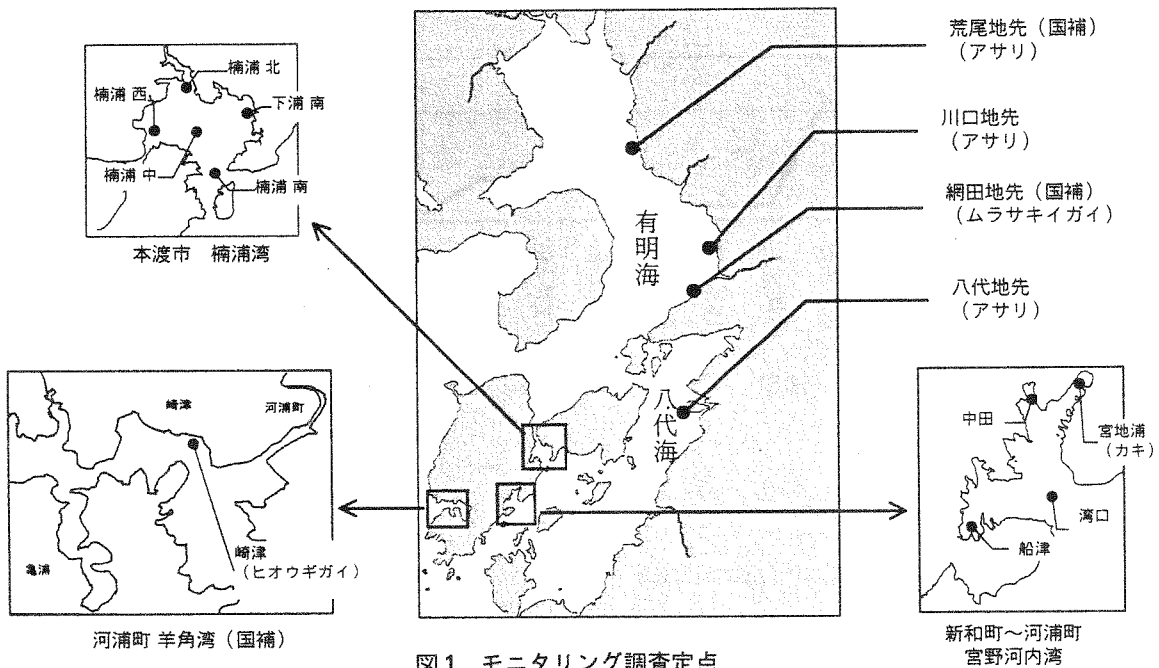 荒尾地先(国補)
(アサリ)
川口地先
(アサリ)
網田地先(国補)
(ムラサキイガイ)
八代地先
(アサリ)
有明海
八代海
楠浦 北
楠浦 西
下浦 南
楠浦 中
楠浦 南
本渡市 楠浦湾
崎津
河浦町
崎津
(ヒオウギガイ)
亀浦
河浦町 羊角湾(国補)
中田
宮地浦
(カキ)
湾口
船津
新和町~河浦町
宮野河内湾
図1 モニタリング調査定点